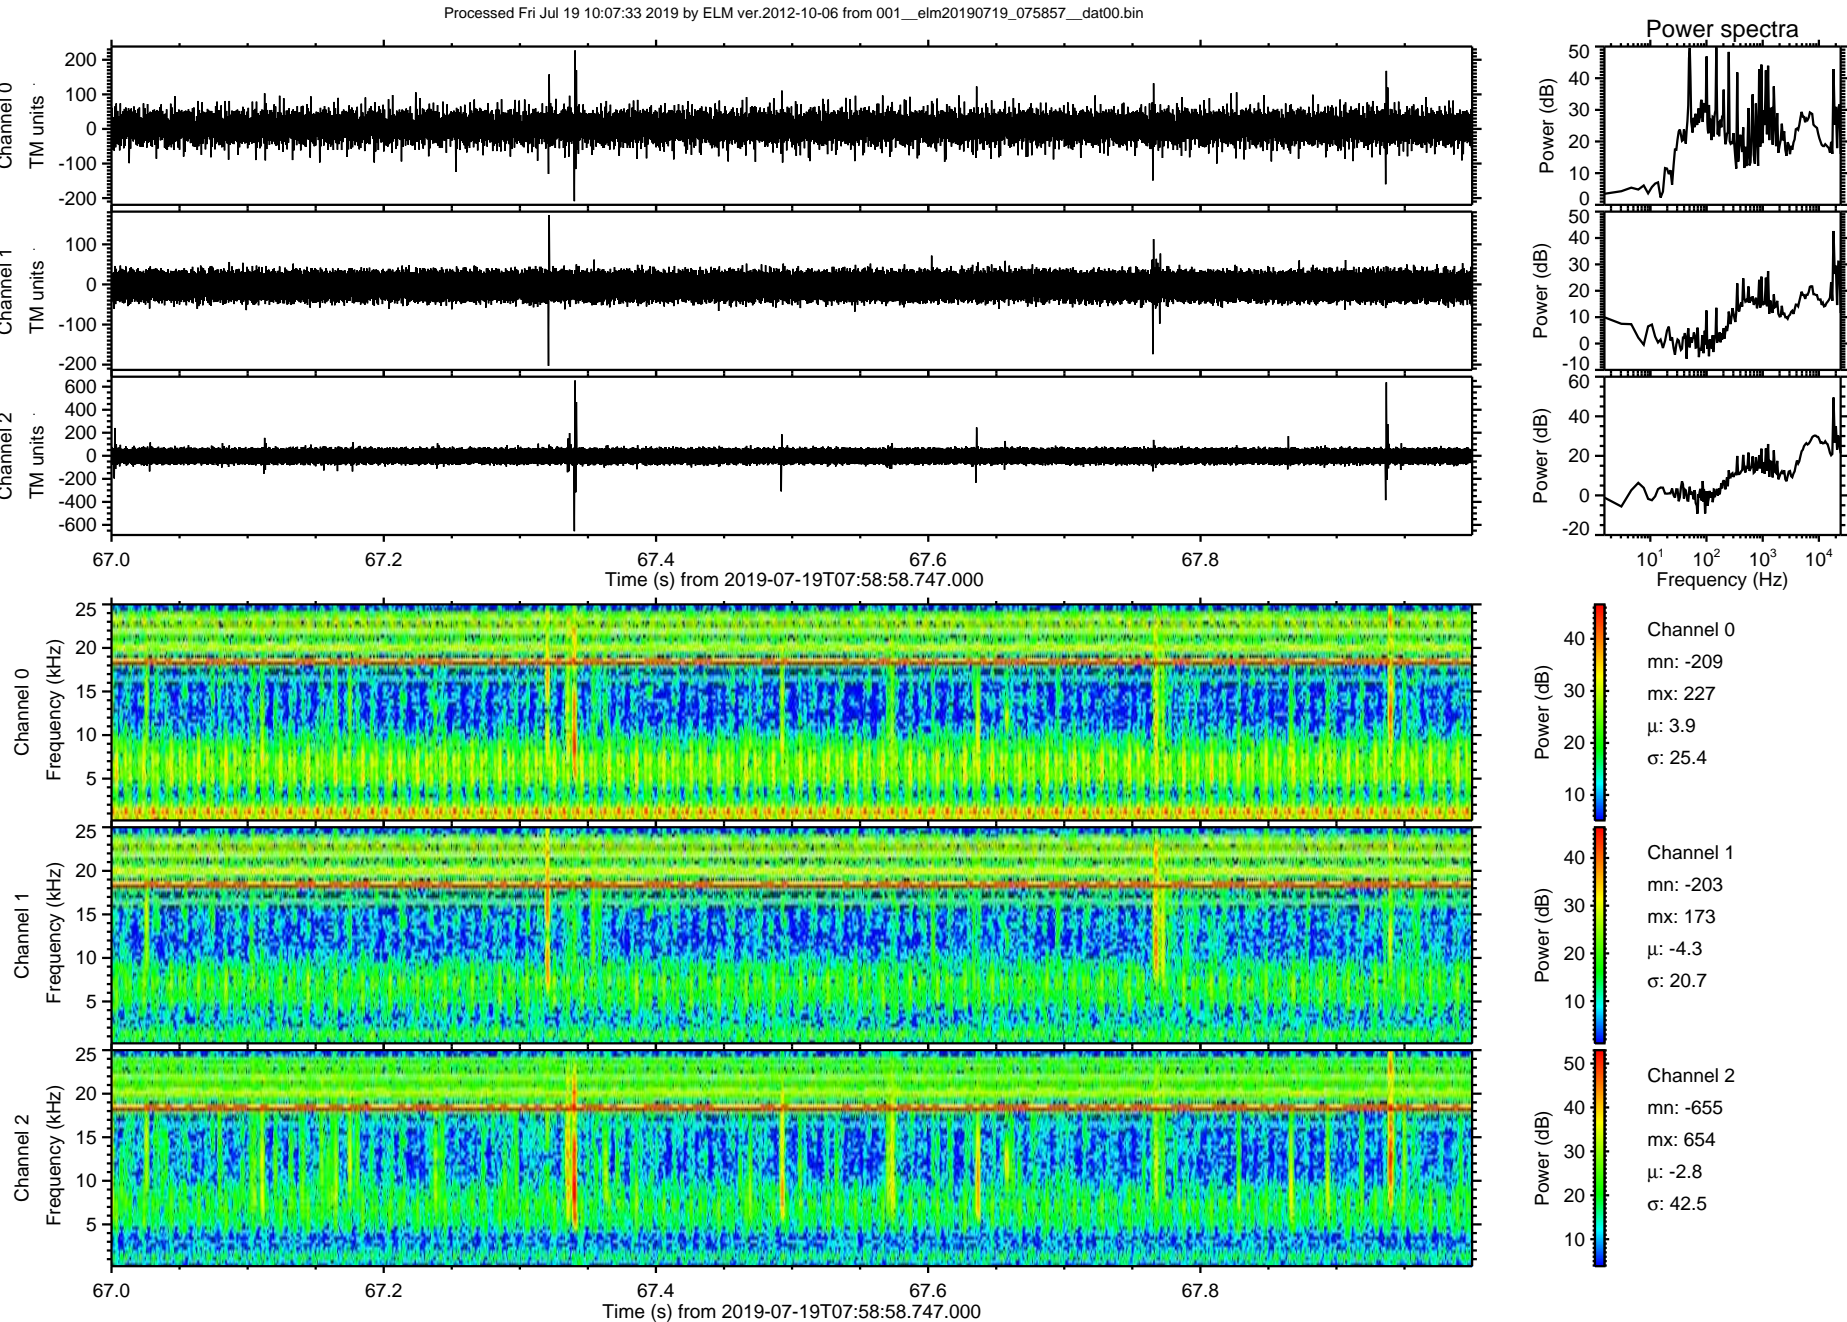 Processed Fri Jul 19 10:07:33 2019 by ELM ver.2012-10-06 from 001__elm20190719_075857__dat00.bin
Power spectra
Channel 0
TM units
200
100
0
-100
-200
Power (dB)
50
40
30
20
10
0
Channel 1
TM units
100
0
-100
-200
Power (dB)
50
40
30
20
10
0
-10
Channel 2
TM units
600
400
200
0
-200
-400
-600
Power (dB)
60
40
20
0
-20
67.0 67.2 67.4 67.6 67.8
Time (s) from 2019-07-19T07:58:58.747.000
10¹ 10² 10³ 10⁴
Frequency (Hz)
Channel 0
Frequency (kHz)
25
20
15
10
5
Power (dB)
40
30
20
10
Channel 0
mn: -209
mx: 227
µ: 3.9
σ: 25.4
Channel 1
Frequency (kHz)
25
20
15
10
5
Power (dB)
40
30
20
10
Channel 1
mn: -203
mx: 173
µ: -4.3
σ: 20.7
Channel 2
Frequency (kHz)
25
20
15
10
5
Power (dB)
50
40
30
20
10
Channel 2
mn: -655
mx: 654
µ: -2.8
σ: 42.5
67.0 67.2 67.4 67.6 67.8
Time (s) from 2019-07-19T07:58:58.747.000